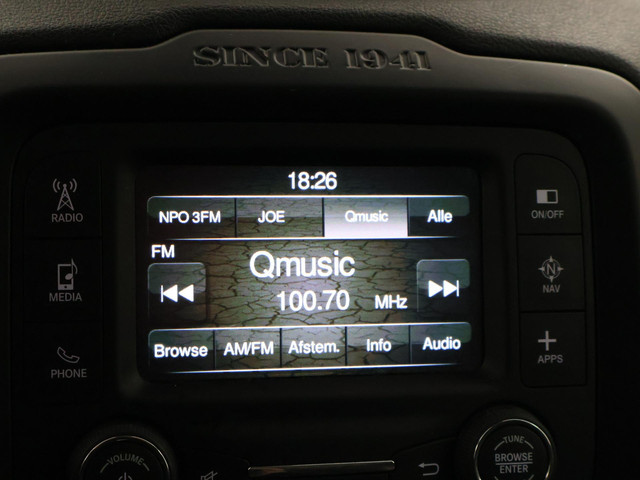 SINCE 1941
18:26
RADIO
NPO 3FM JOE Qmusic Alle
ON/OFF
FM
Qmusic
MEDIA
100.70 MHz
N
NAV
PHONE
Browse AM/FM Afstem. Info Audio
APPS
VOLUME
TUNE
BROWSE
ENTER